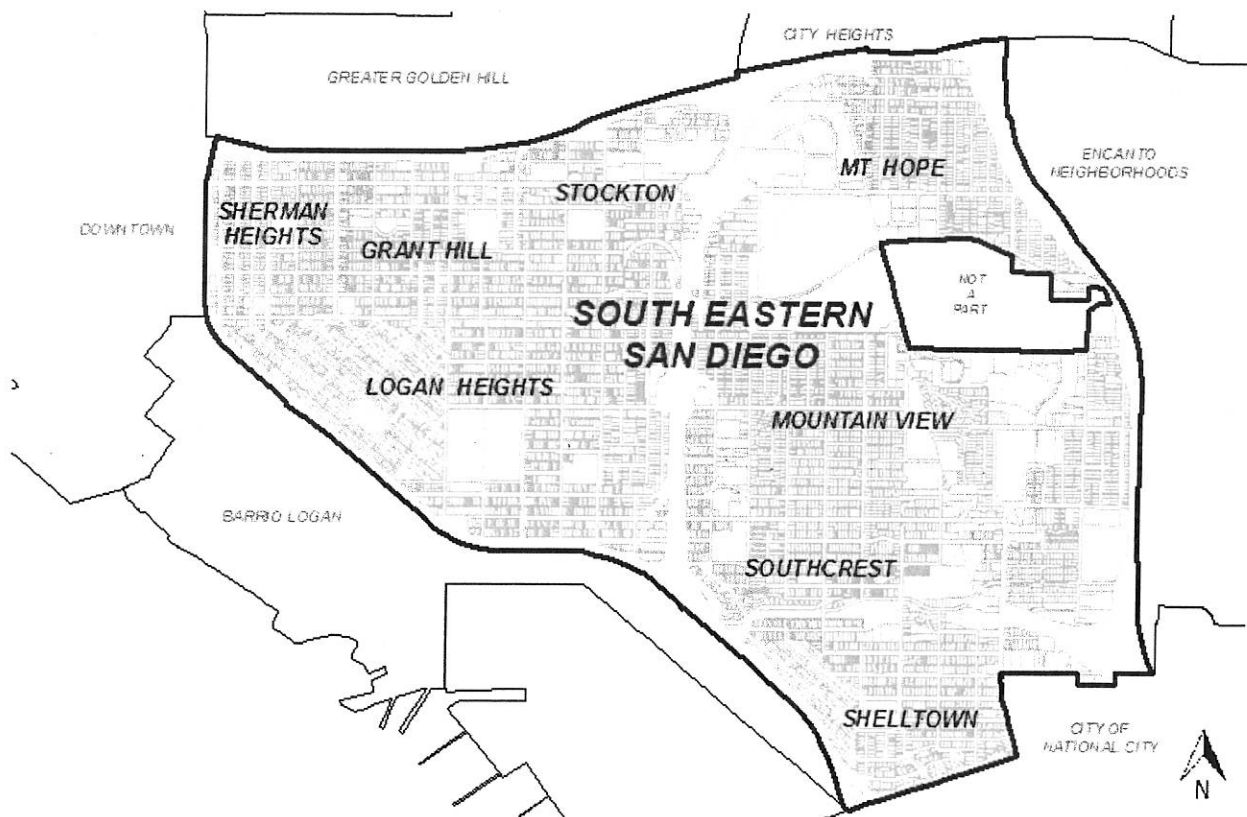 CITY HEIGHTS
GREATER GOLDEN HILL
ENCANTO
NEIGHBORHOODS
MT HOPE
STOCKTON
SHERMAN
HEIGHTS
DOWNTOWN
GRANT HILL
NOT
A
PART
SOUTH EASTERN
SAN DIEGO
LOGAN HEIGHTS
MOUNTAIN VIEW
BARRIO LOGAN
SOUTHCREST
SHELLTOWN
CITY OF
NATIONAL CITY
N